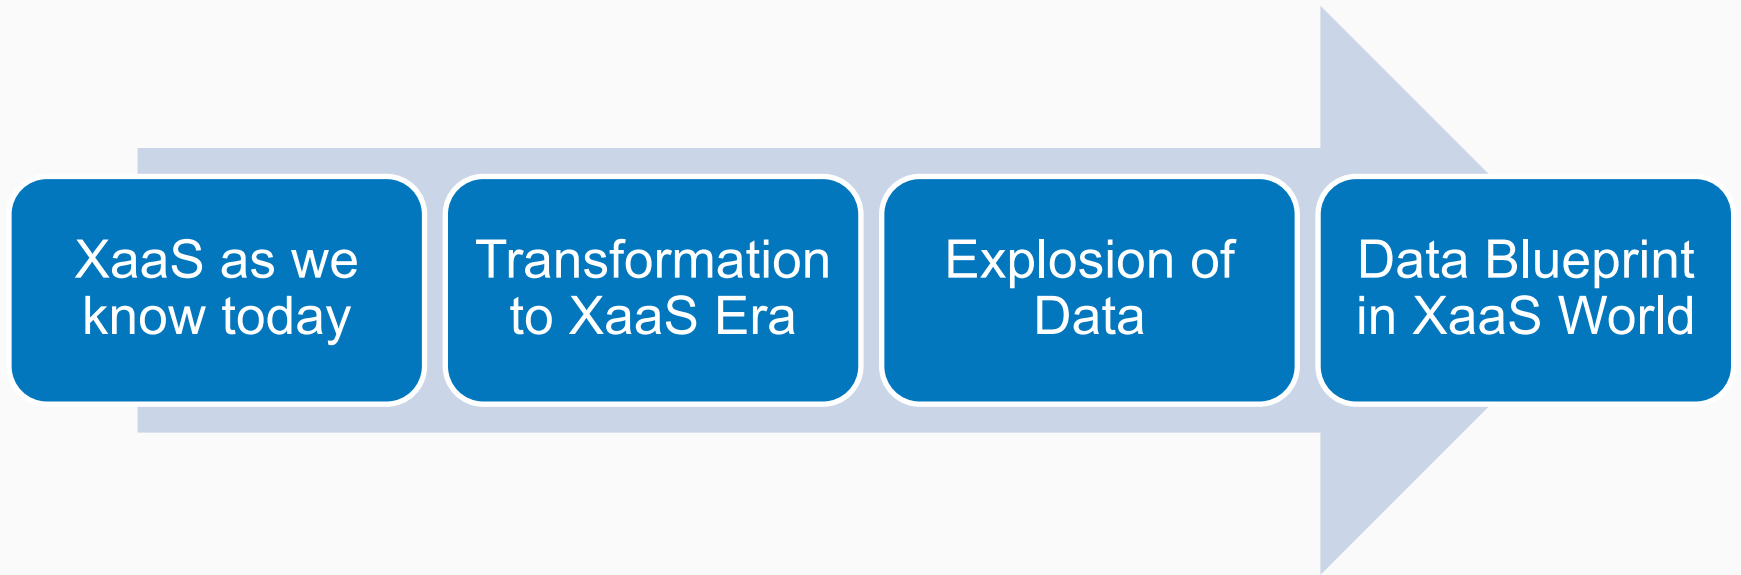 XaaS as we
know today
Transformation
to XaaS Era
Explosion of
Data
Data Blueprint
in XaaS World